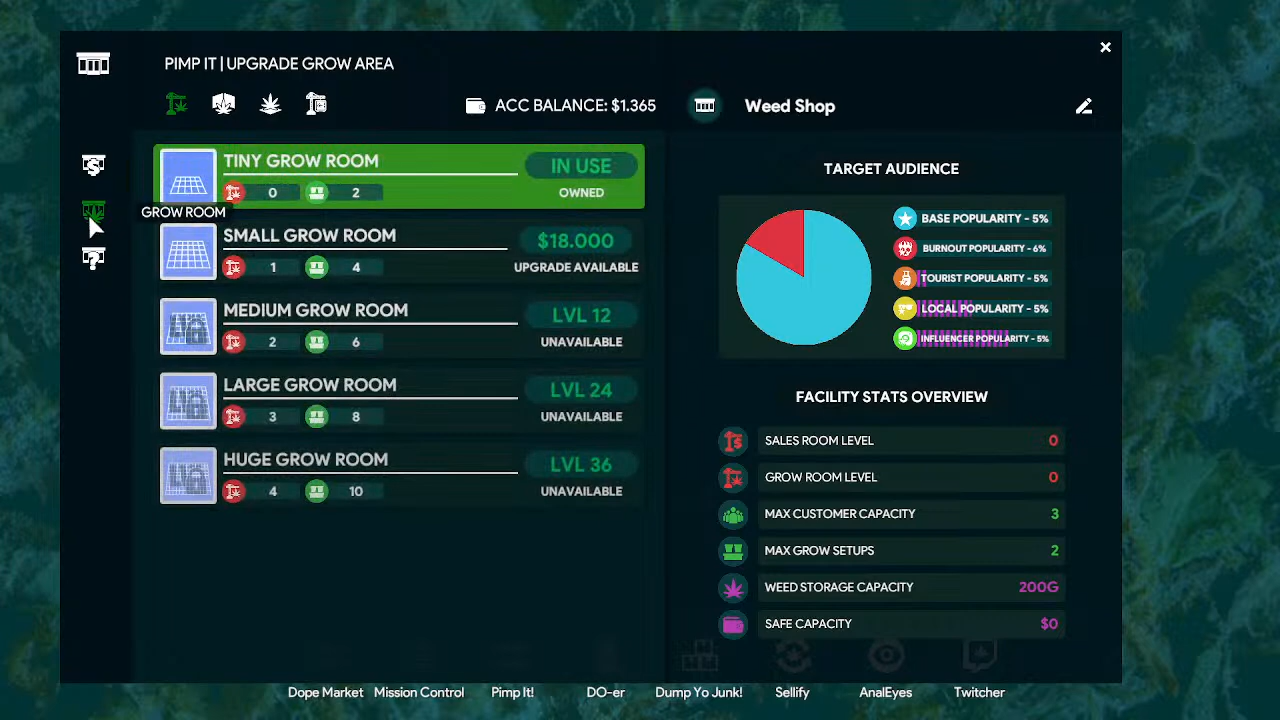 PIMP IT | UPGRADE GROW AREA
ACC BALANCE: $1.365
Weed Shop
TINY GROW ROOM
IN USE
0
2
OWNED
GROW ROOM
SMALL GROW ROOM
$18.000
1
4
UPGRADE AVAILABLE
MEDIUM GROW ROOM
LVL 12
2
6
UNAVAILABLE
LARGE GROW ROOM
LVL 24
3
8
UNAVAILABLE
HUGE GROW ROOM
LVL 36
4
10
UNAVAILABLE
TARGET AUDIENCE
BASE POPULARITY - 5%
BURNOUT POPULARITY - 6%
TOURIST POPULARITY - 5%
LOCAL POPULARITY - 5%
INFLUENCER POPULARITY - 5%
FACILITY STATS OVERVIEW
SALES ROOM LEVEL 0
GROW ROOM LEVEL 0
MAX CUSTOMER CAPACITY 3
MAX GROW SETUPS 2
WEED STORAGE CAPACITY 200G
SAFE CAPACITY $0
Dope Market Mission Control Pimp It! DO-er Dump Yo Junk! Sellify AnalEyes Twitcher